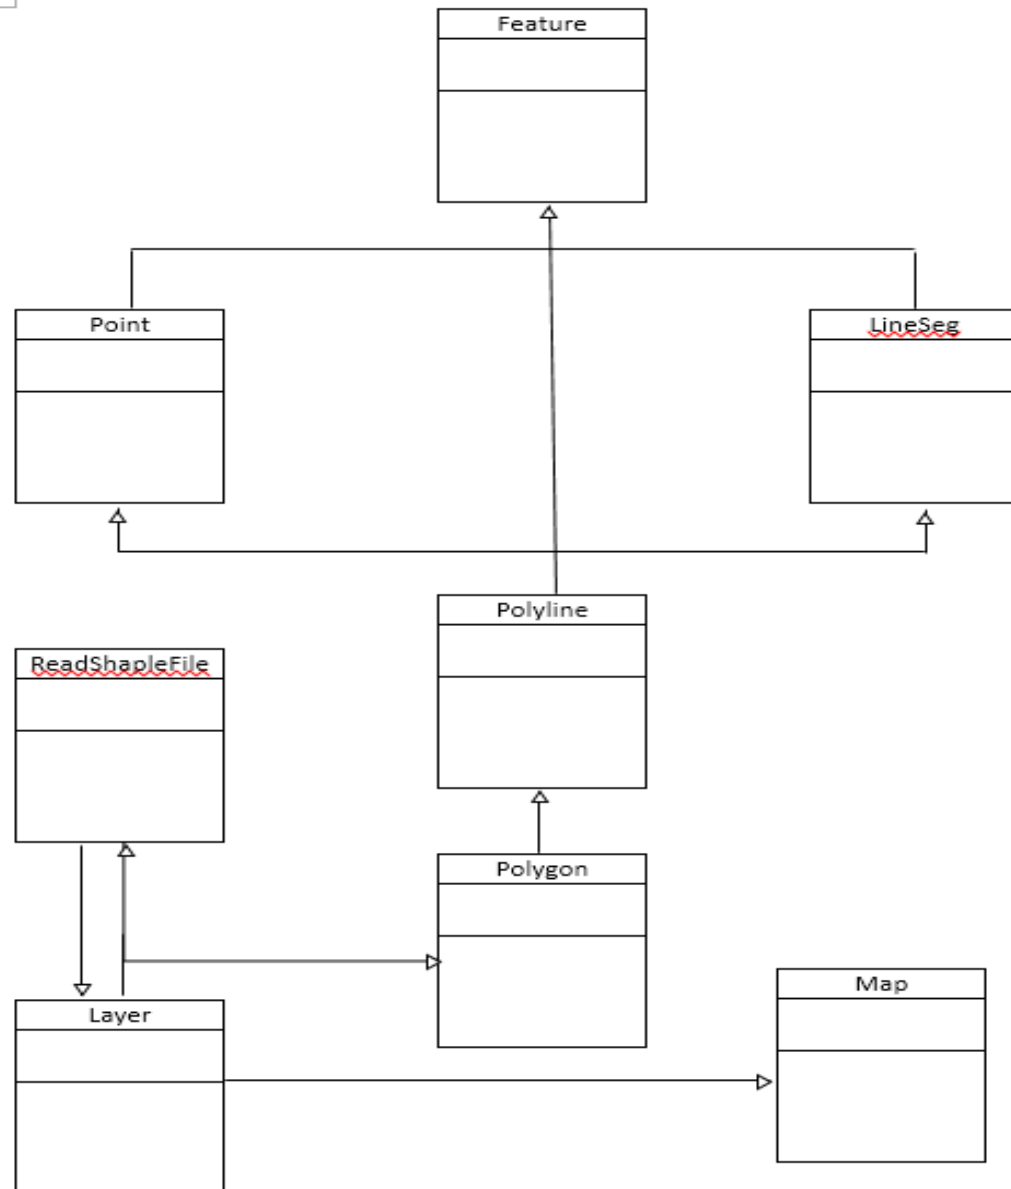 Feature
Point
LineSeg
Polyline
ReadShapleFile
Polygon
Map
Layer